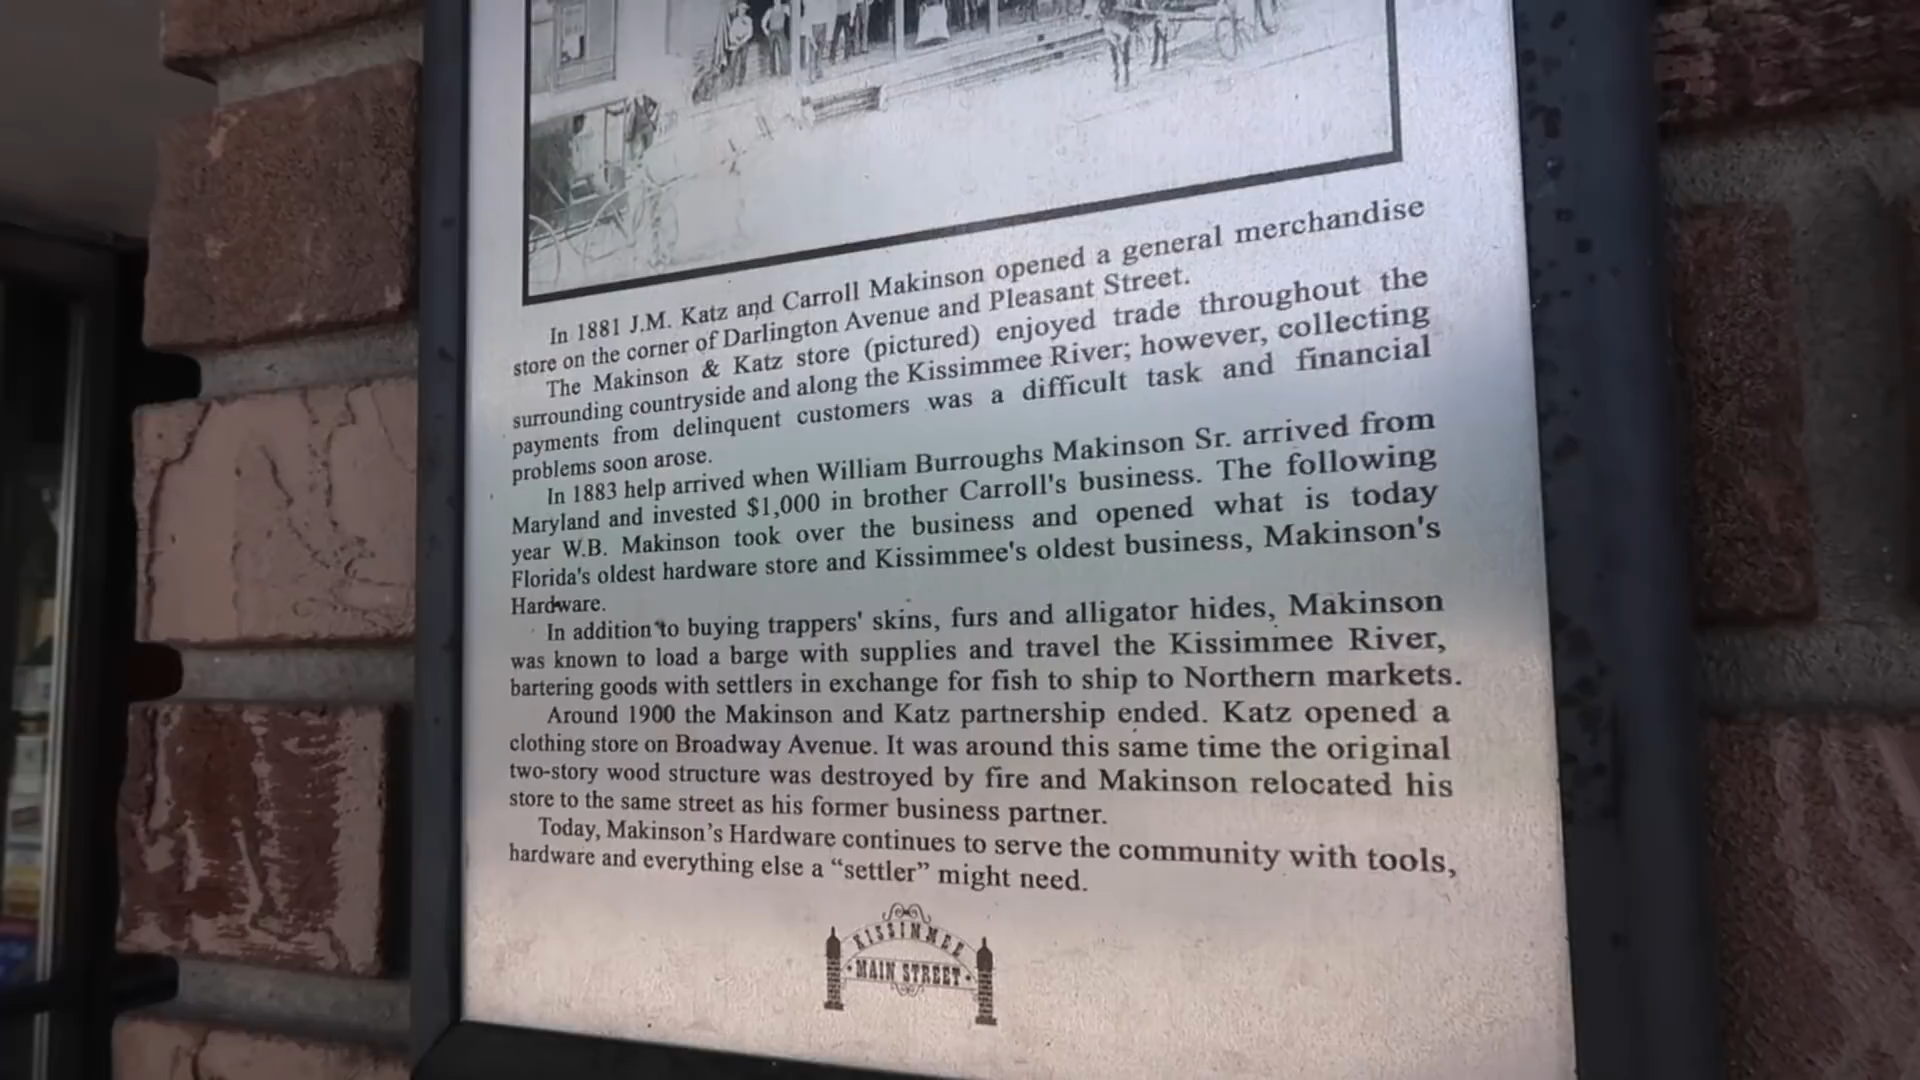 In 1881 J.M. Katz and Carroll Makinson opened a general merchandise
store on the corner of Darlington Avenue and Pleasant Street.
The Makinson & Katz store (pictured) enjoyed trade throughout the
surrounding countryside and along the Kissimmee River; however, collecting
payments from delinquent customers was a difficult task and financial
problems soon arose.
In 1883 help arrived when William Burroughs Makinson Sr. arrived from
Maryland and invested $1,000 in brother Carroll's business. The following
year W.B. Makinson took over the business and opened what is today
Florida's oldest hardware store and Kissimmee's oldest business, Makinson's
Hardware.
In addition to buying trappers' skins, furs and alligator hides, Makinson
was known to load a barge with supplies and travel the Kissimmee River,
bartering goods with settlers in exchange for fish to ship to Northern markets.
Around 1900 the Makinson and Katz partnership ended. Katz opened a
clothing store on Broadway Avenue. It was around this same time the original
two-story wood structure was destroyed by fire and Makinson relocated his
store to the same street as his former business partner.
Today, Makinson’s Hardware continues to serve the community with tools,
hardware and everything else a “settler” might need.
KISSIMMEE
• MAIN STREET •